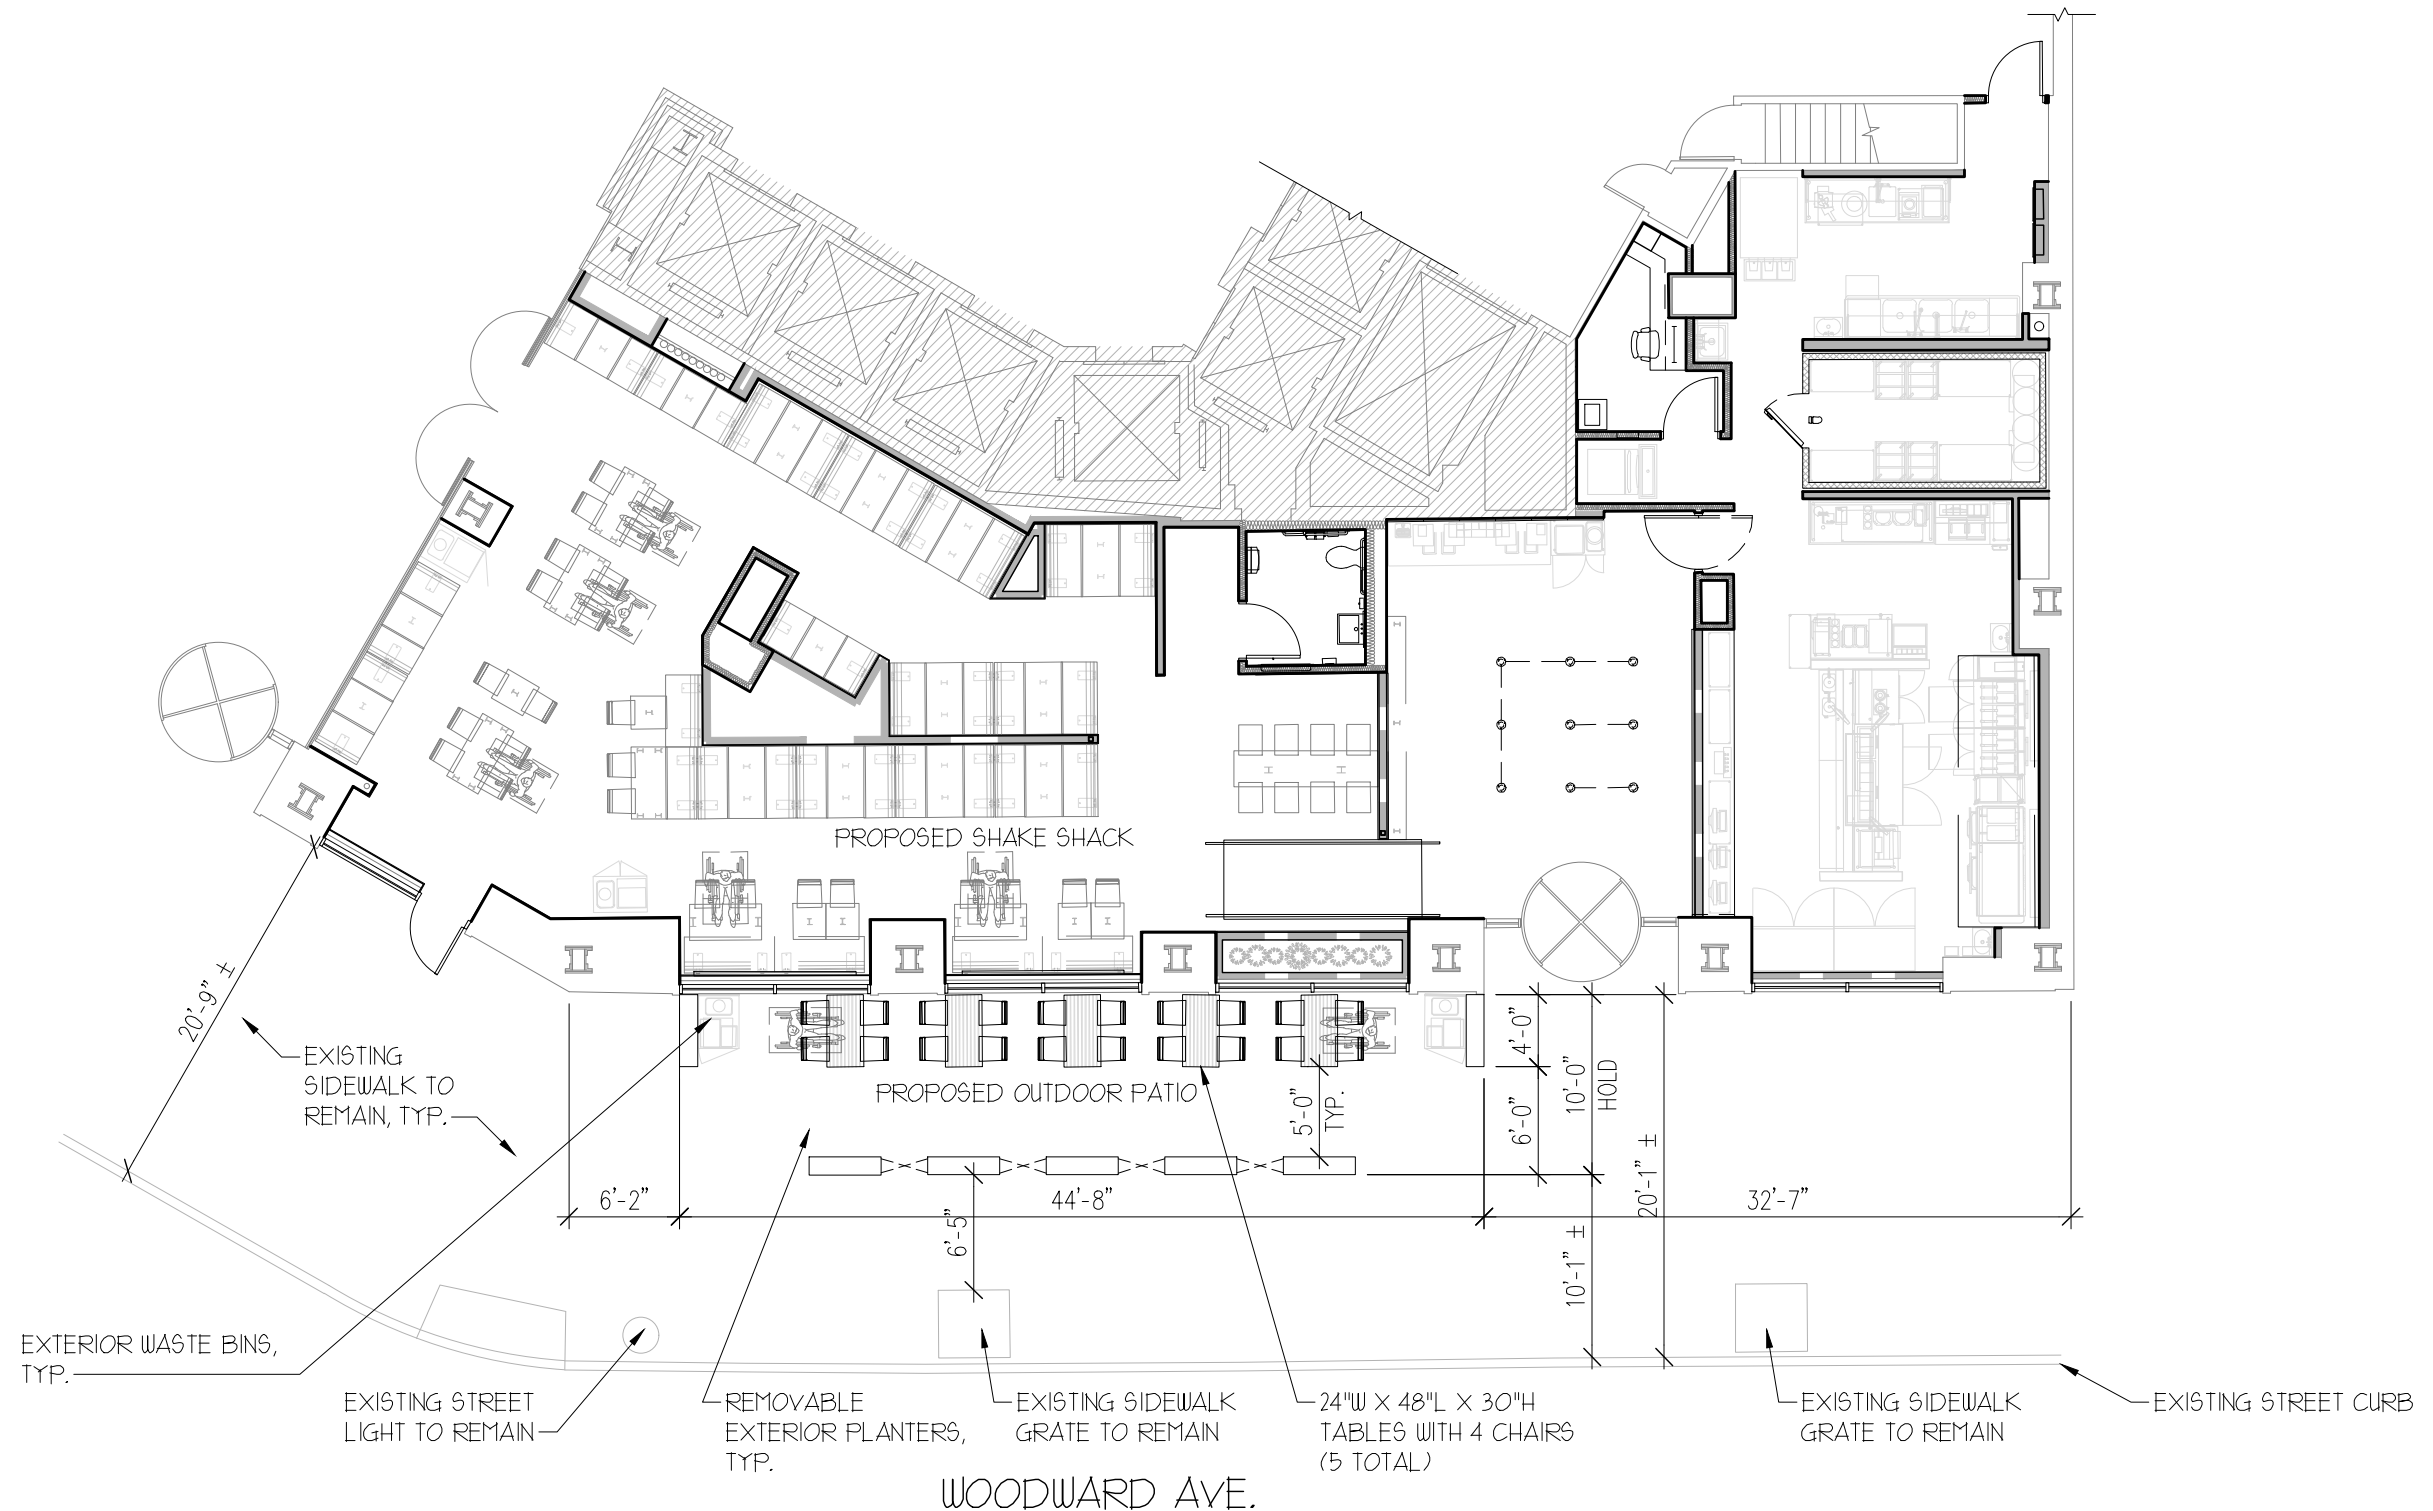 PROPOSED SHAKE SHACK
20'-9" ±
EXISTING
SIDEWALK TO
REMAIN, TYP.
PROPOSED OUTDOOR PATIO
5'-0"
TYP.
4'-0"
6'-0"
10'-0"
HOLD
20'-1" ±
10'-1" ±
6'-2"
44'-8"
32'-7"
6'-5"
EXTERIOR WASTE BINS,
TYP.
EXISTING STREET
LIGHT TO REMAIN
REMOVABLE
EXTERIOR PLANTERS,
TYP.
EXISTING SIDEWALK
GRATE TO REMAIN
24"W X 48"L X 30"H
TABLES WITH 4 CHAIRS
(5 TOTAL)
EXISTING SIDEWALK
GRATE TO REMAIN
EXISTING STREET CURB
WOODWARD AVE.